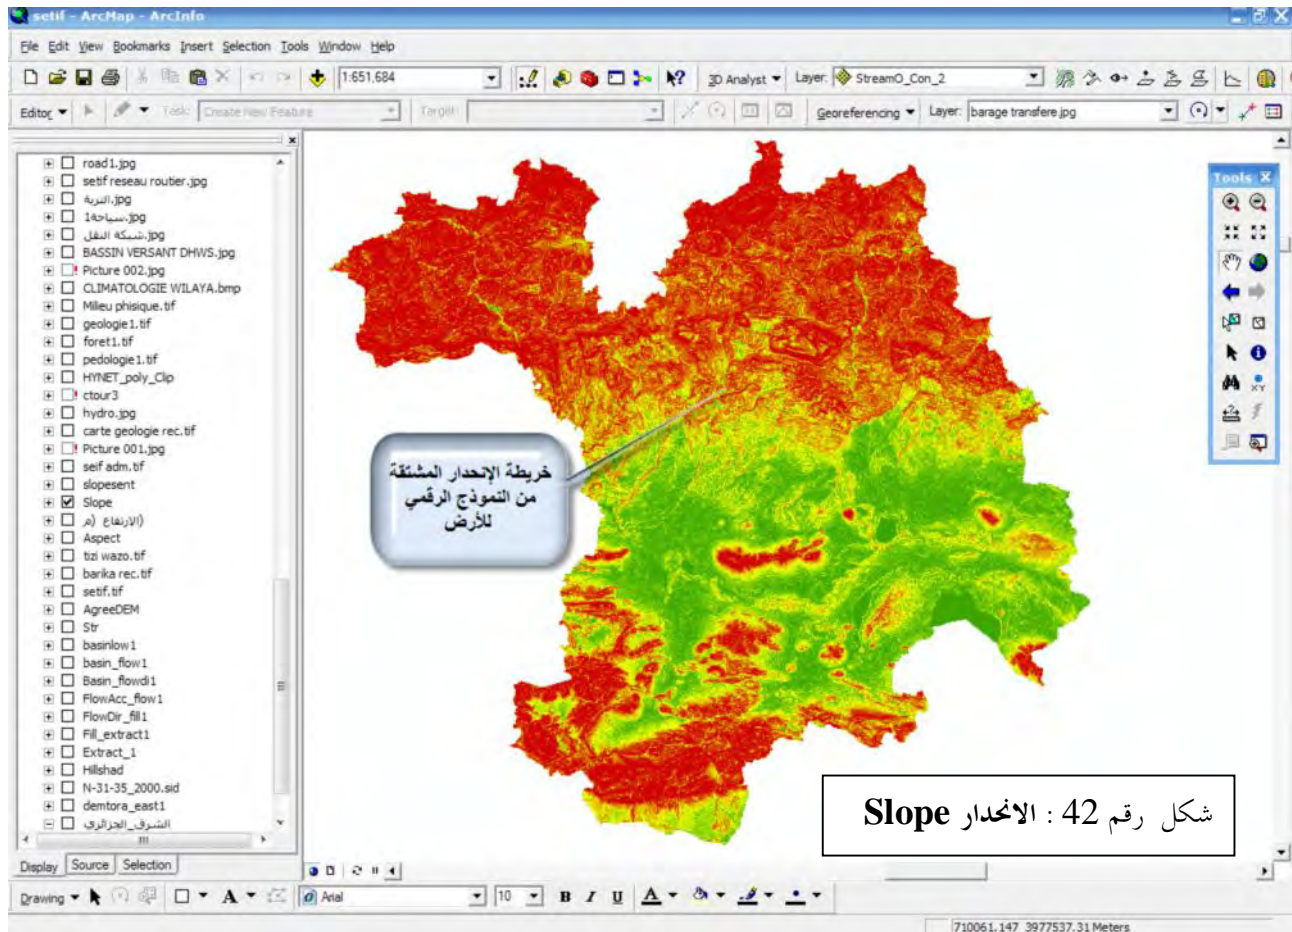 setif - ArcMap - ArcInfo
File Edit View Bookmarks Insert Selection Tools Window Help
1:651,684 3D Analyst Layer: StreamO_Con_2
Editor Task: Create New Feature Target: Georeferencing Layer: barage transfere.jpg
road1.jpg
setif reseau routier.jpg
التربة.jpg
سياحة1.jpg
شبكة النقل.jpg
BASSIN VERSANT DHWS.jpg
Picture 002.jpg
CLIMATOLOGIE WILAYA.bmp
Milieu phisique.tif
geologie1.tif
foret1.tif
pedologie1.tif
HYNET_poly_Clip
ctour3
hydro.jpg
carte geologie rec.tif
Picture 001.jpg
seif adm.tif
slopesent
Slope
(الارتفاع (م
Aspect
tizi wazo.tif
barika rec.tif
setif.tif
AgreeDEM
Str
basinlow1
basin_flow1
Basin_flowdi1
FlowAcc_flow1
FlowDir_fill1
Fill_extract1
Extract_1
Hillshad
N-31-35_2000.sid
demtora_east1
الشرف_الجزائري
Display Source Selection
Tools
XY
خريطة الإنحدار المشتقة
من النموذج الرقمي
للأرض
شكل رقم 42 : الانحدار Slope
Drawing A Arial 10 B I U A
710061.147 3977537.31 Meters